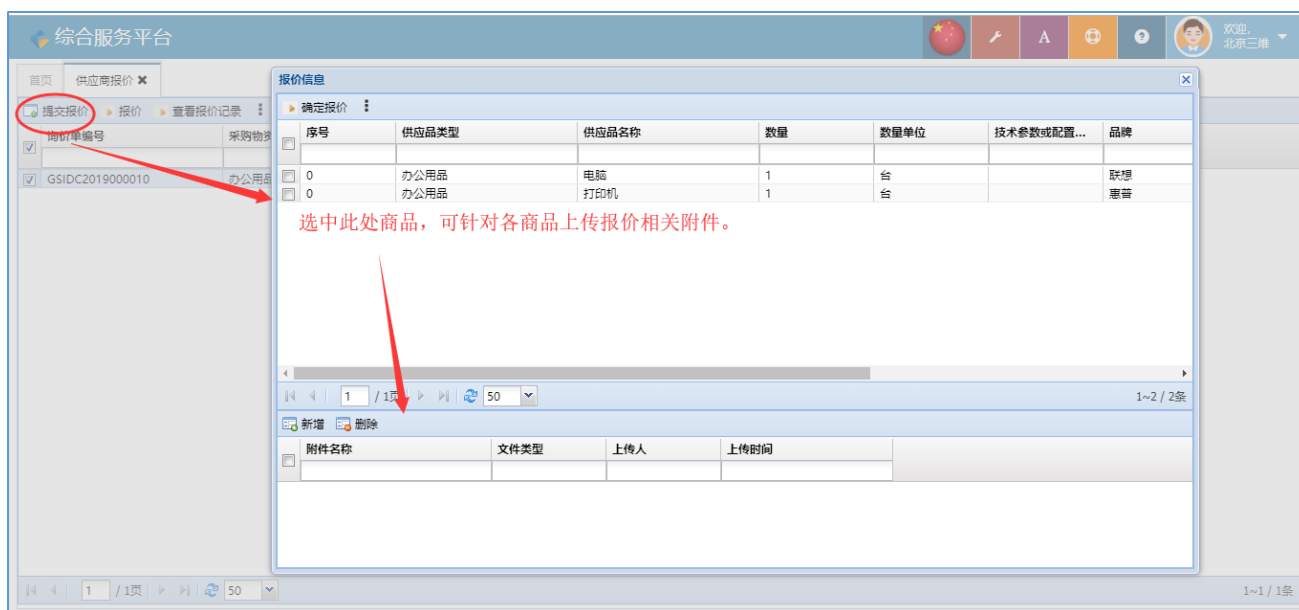 综合服务平台
A
欢迎,
北京三维
首页 供应商报价
报价信息
提交报价 报价 查看报价记录
确定报价
询价单编号 采购物资
序号 供应品类型 供应品名称 数量 数量单位 技术参数或配置... 品牌
GSIDC2019000010 办公用品
0 办公用品 电脑 1 台 联想
0 办公用品 打印机 1 台 惠普
选中此处商品，可针对各商品上传报价相关附件。
1 / 1页 50 1~2 / 2条
新增 删除
附件名称 文件类型 上传人 上传时间
1 / 1页 50 1~1 / 1条